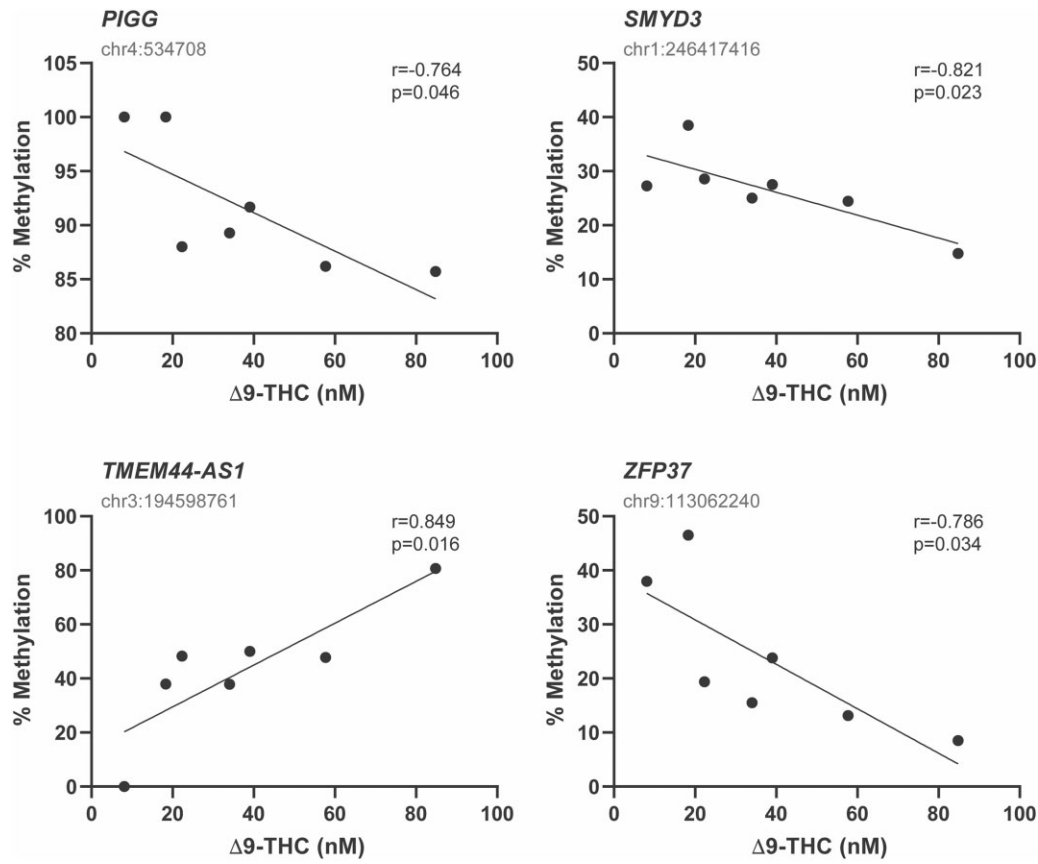 PIGG
chr4:534708
r=-0.764
p=0.046
105
100
95
90
85
80
% Methylation
0 20 40 60 80 100
Δ9-THC (nM)
SMYD3
chr1:246417416
r=-0.821
p=0.023
50
40
30
20
10
0
% Methylation
0 20 40 60 80 100
Δ9-THC (nM)
TMEM44-AS1
chr3:194598761
r=0.849
p=0.016
100
80
60
40
20
0
% Methylation
0 20 40 60 80 100
Δ9-THC (nM)
ZFP37
chr9:113062240
r=-0.786
p=0.034
50
40
30
20
10
0
% Methylation
0 20 40 60 80 100
Δ9-THC (nM)